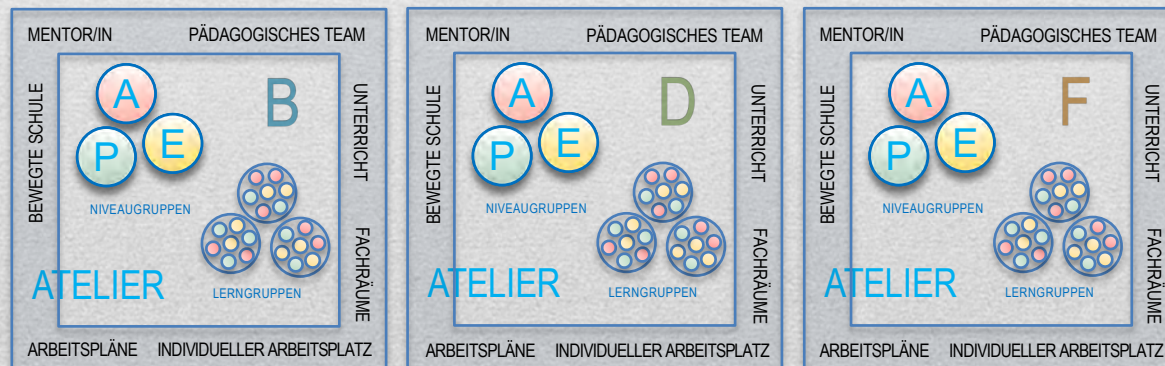 MENTOR/IN PÄDAGOGISCHES TEAM
BEWEGTE SCHULE
A
B
P
E
NIVEAUGRUPPEN
ATELIER
LERNGRUPPEN
UNTERRICHT
FACHRÄUME
ARBEITSPLÄNE INDIVIDUELLER ARBEITSPLATZ
MENTOR/IN PÄDAGOGISCHES TEAM
BEWEGTE SCHULE
A
D
P
E
NIVEAUGRUPPEN
ATELIER
LERNGRUPPEN
UNTERRICHT
FACHRÄUME
ARBEITSPLÄNE INDIVIDUELLER ARBEITSPLATZ
MENTOR/IN PÄDAGOGISCHES TEAM
BEWEGTE SCHULE
A
F
P
E
NIVEAUGRUPPEN
ATELIER
LERNGRUPPEN
UNTERRICHT
FACHRÄUME
ARBEITSPLÄNE INDIVIDUELLER ARBEITSPLATZ